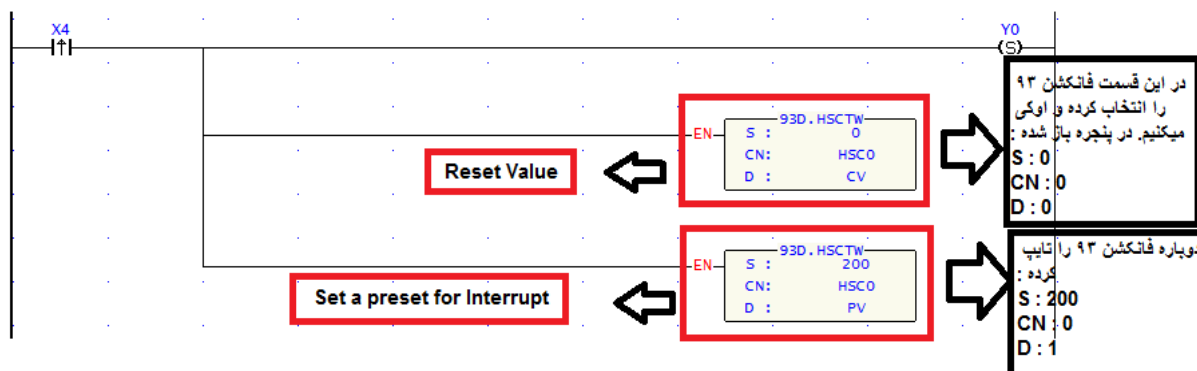 X4
Y0
(S)
93D.HSCTW
EN
S : 0
CN: HSC0
D : CV
Reset Value
در این قسمت فانکشن ۹۳
را انتخاب کرده و اوکی
میکنیم. در پنجره باز شده :
S : 0
CN : 0
D : 0
93D.HSCTW
EN
S : 200
CN: HSC0
D : PV
Set a preset for Interrupt
دوباره فانکشن ۹۳ را تایپ
کرده :
S : 200
CN : 0
D : 1